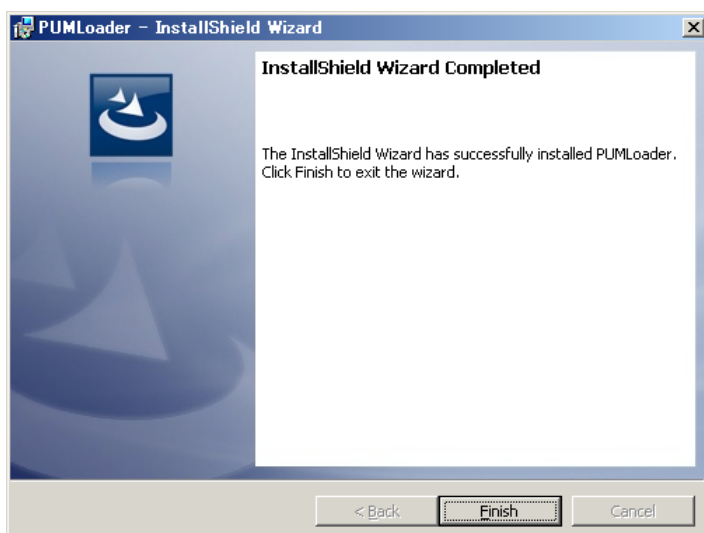 PUMLoader - InstallShield Wizard
InstallShield Wizard Completed
The InstallShield Wizard has successfully installed PUMLoader.
Click Finish to exit the wizard.
< Back
Finish
Cancel